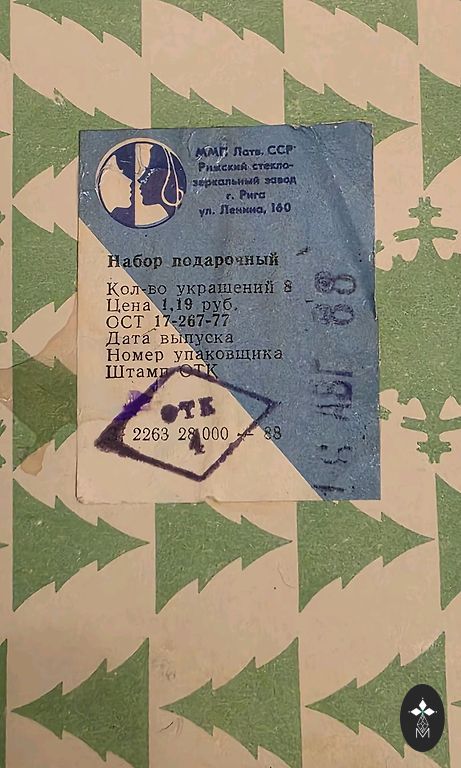 ММП Латв. ССР
Рижский стекло-
зеркальный завод
г. Рига
ул. Ленина, 160
Набор подарочный
Кол-во украшений 8
Цена 1,19 руб.
ОСТ 17-267-77
Дата выпуска
Номер упаковщика
Штамп ОТК
ОТК
4
2263 28 000 — 88
18 АВГ 88
М